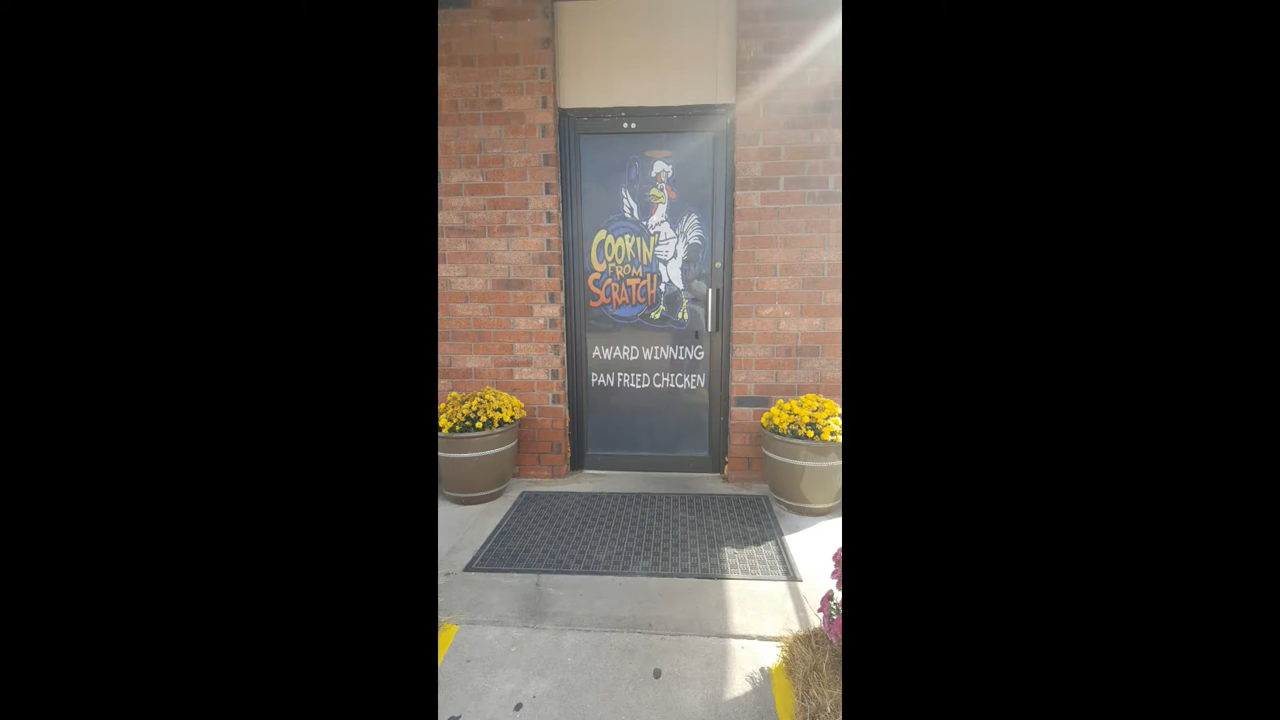 COOKIN'
FROM
SCRATCH
AWARD WINNING
PAN FRIED CHICKEN